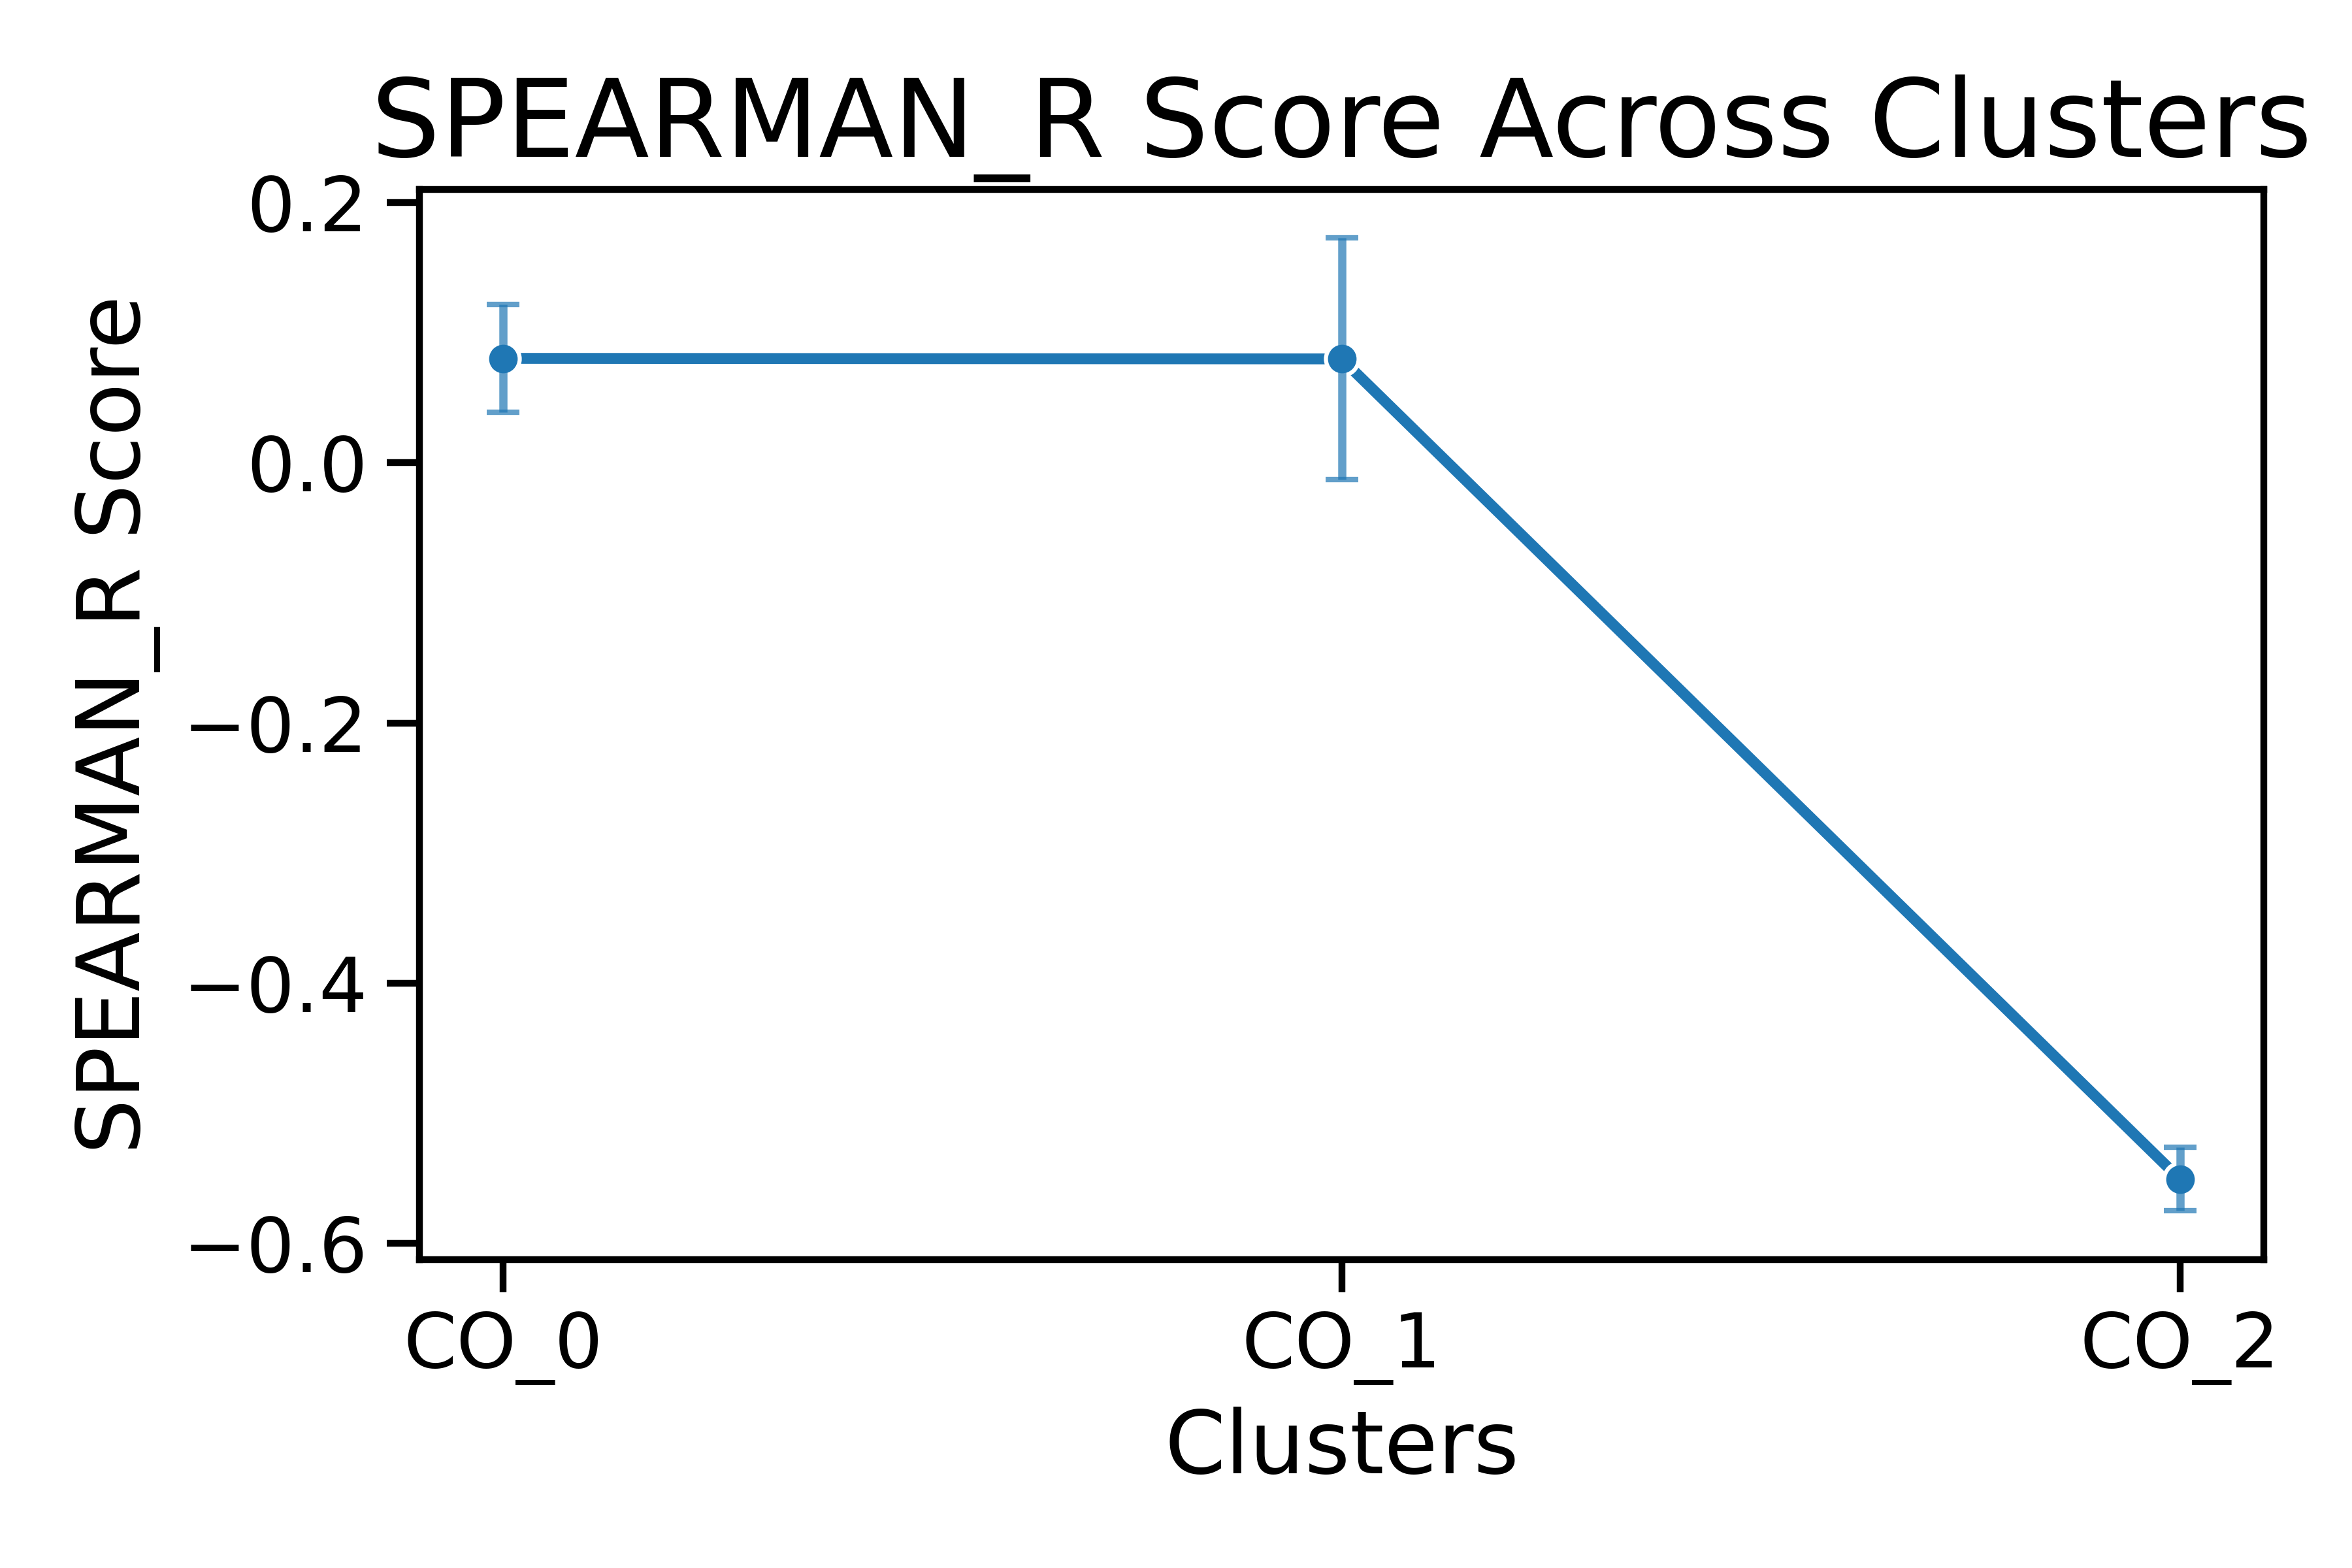 SPEARMAN_R Score Across Clusters
SPEARMAN_R Score
0.2
0.0
−0.2
−0.4
−0.6
CO_0 CO_1 CO_2
Clusters